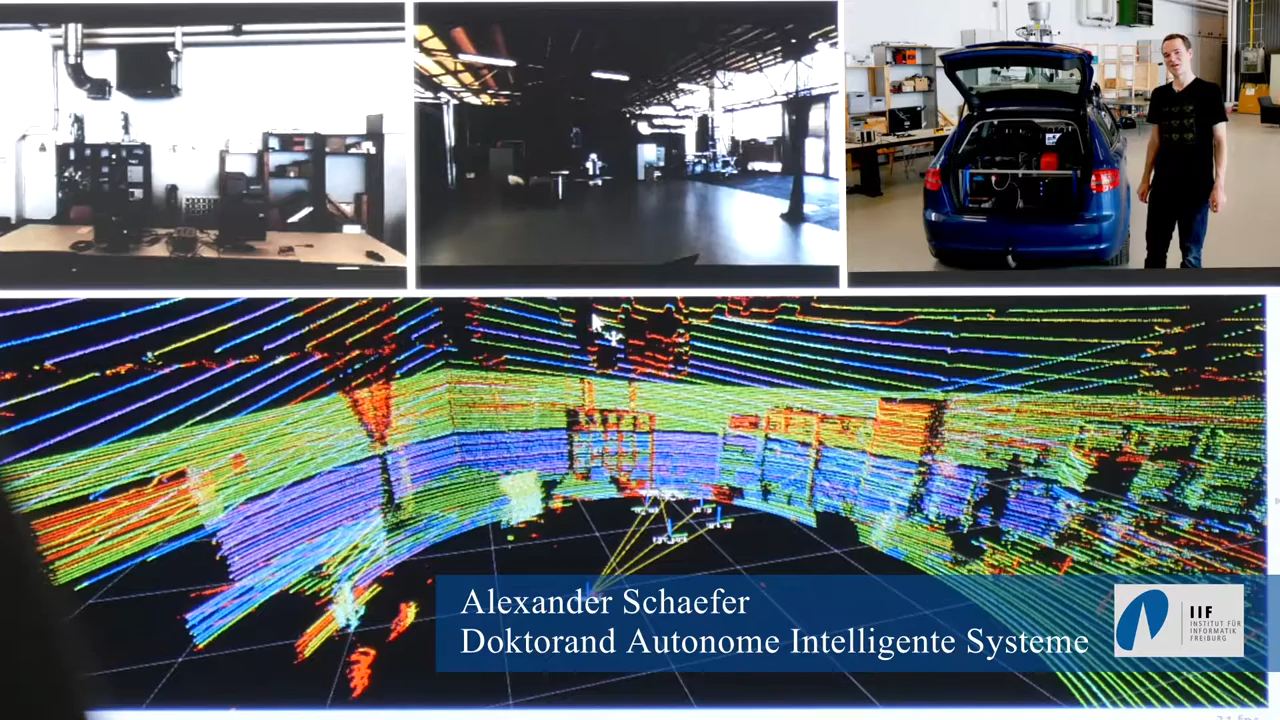 Alexander Schaefer
Doktorand Autonome Intelligente Systeme
IIF
INSTITUT FÜR
INFORMATIK
FREIBURG